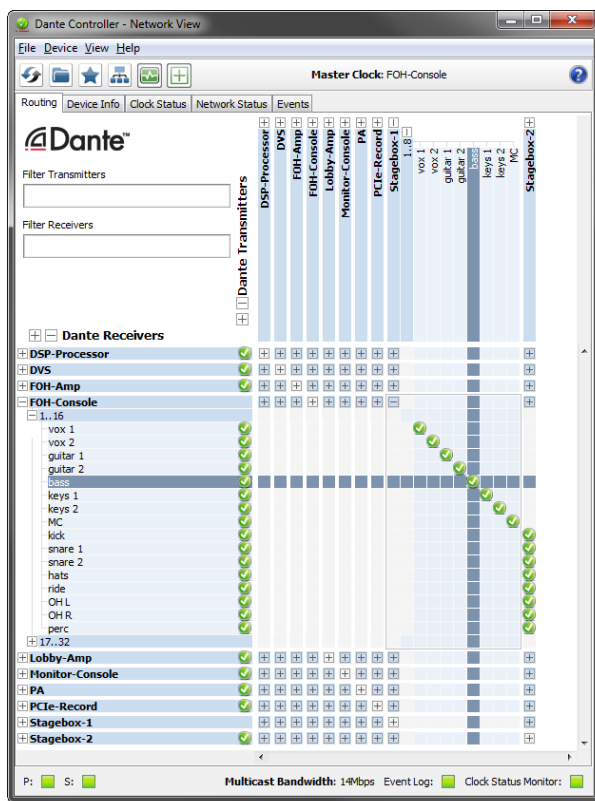 Dante Controller - Network View
File Device View Help
Master Clock: FOH-Console
Routing Device Info Clock Status Network Status Events
Dante™
Filter Transmitters
Filter Receivers
Dante Transmitters
DSP-Processor
DVS
FOH-Amp
FOH-Console
Lobby-Amp
Monitor-Console
PA
PCIe-Record
Stagebox-1
1..8
vox 1
vox 2
guitar 1
guitar 2
bass
keys 1
keys 2
MC
Stagebox-2
Dante Receivers
DSP-Processor
DVS
FOH-Amp
FOH-Console
1..16
vox 1
vox 2
guitar 1
guitar 2
bass
keys 1
keys 2
MC
kick
snare 1
snare 2
hats
ride
OH L
OH R
perc
17..32
Lobby-Amp
Monitor-Console
PA
PCIe-Record
Stagebox-1
Stagebox-2
P: S: Multicast Bandwidth: 14Mbps Event Log: Clock Status Monitor: